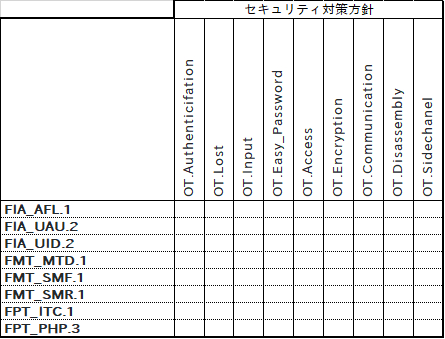 セキュリティ対策方針
OT.Authenticifation
OT.Lost
OT.Input
OT.Easy_Password
OT.Access
OT.Encryption
OT.Communication
OT.Disassembly
OT.Sidechanel
FIA_AFL.1
FIA_UAU.2
FIA_UID.2
FMT_MTD.1
FMT_SMF.1
FMT_SMR.1
FPT_ITC.1
FPT_PHP.3